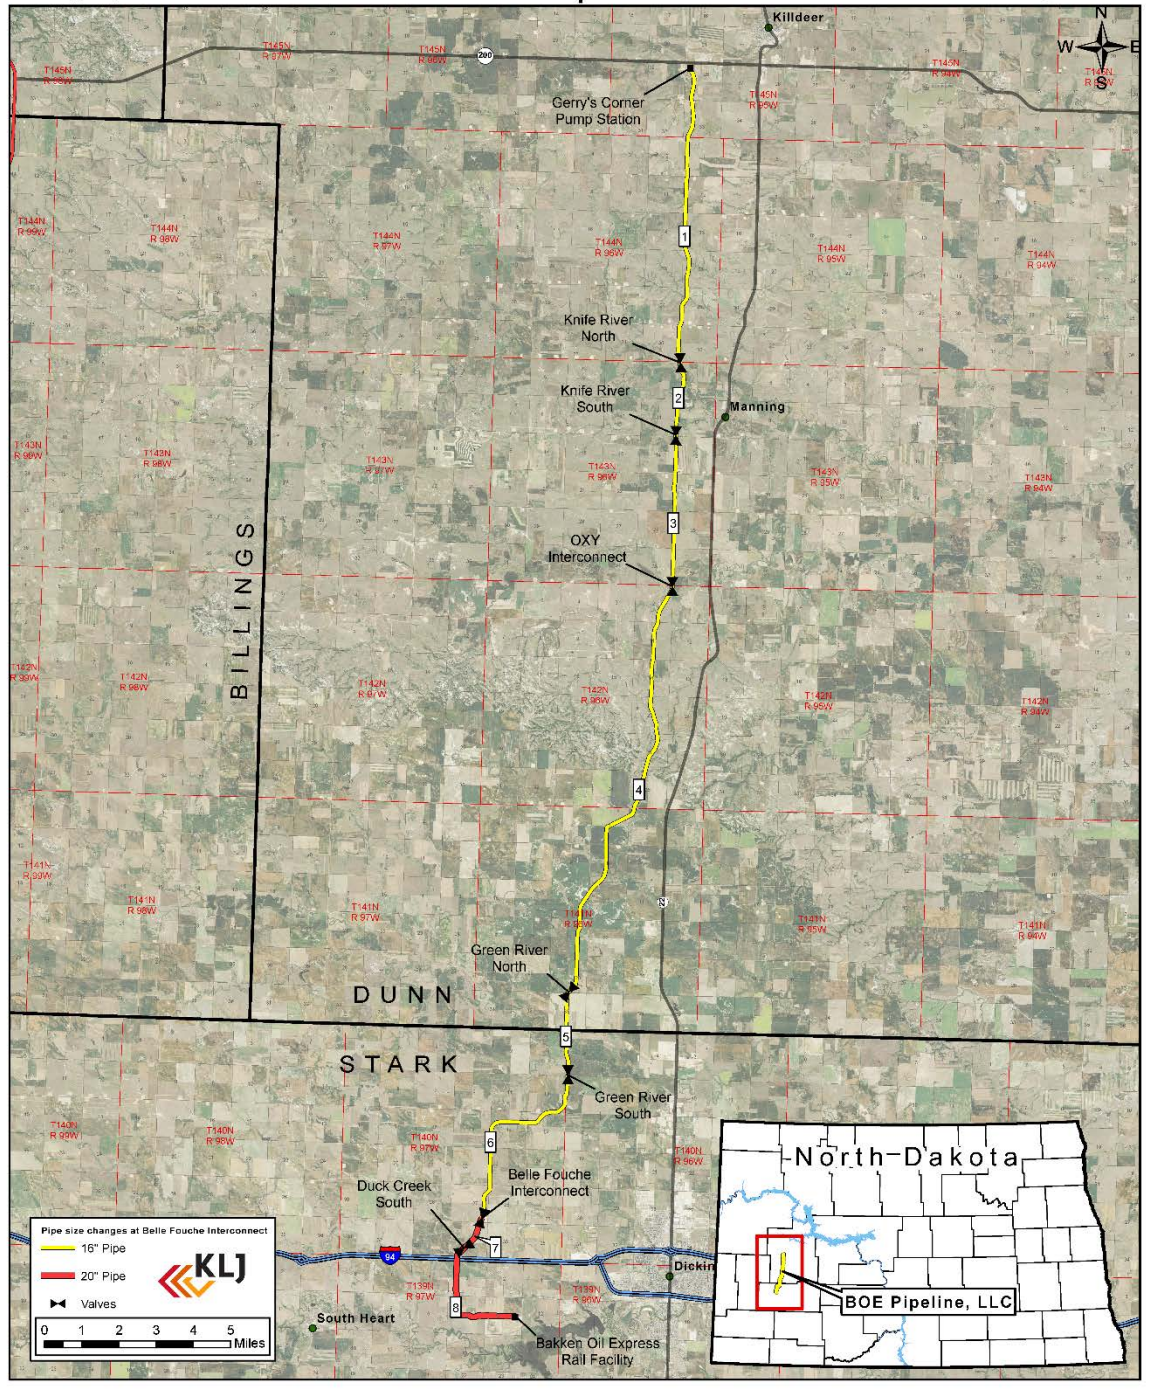 Killdeer
N
W
E
S
200
T145N
R 97W
T145N
R 96W
T145N
R 94W
T145N
R 95W
Gerry's Corner
Pump Station
T144N
R 99W
T144N
R 98W
T144N
R 97W
T144N
R 96W
T144N
R 95W
T144N
R 94W
1
Knife River
North
2
Knife River
South
Manning
T143N
R 99W
T143N
R 98W
T143N
R 97W
T143N
R 96W
T143N
R 95W
T143N
R 94W
3
OXY
Interconnect
BILLINGS
T142N
R 99W
T142N
R 98W
T142N
R 97W
T142N
R 96W
T142N
R 95W
T142N
R 94W
4
T141N
R 99W
T141N
R 98W
T141N
R 97W
T141N
R 96W
T141N
R 95W
T141N
R 94W
22
Green River
North
DUNN
5
STARK
Green River
South
T140N
R 99W
T140N
R 98W
T140N
R 97W
T140N
R 96W
6
Duck Creek
South
Belle Fouche
Interconnect
7
94
Dickin
T139N
R 97W
T139N
R 96W
8
South Heart
Bakken Oil Express
Rail Facility
Pipe size changes at Belle Fouche Interconnect
16" Pipe
20" Pipe
Valves
KLJ
0 1 2 3 4 5
Miles
North Dakota
BOE Pipeline, LLC